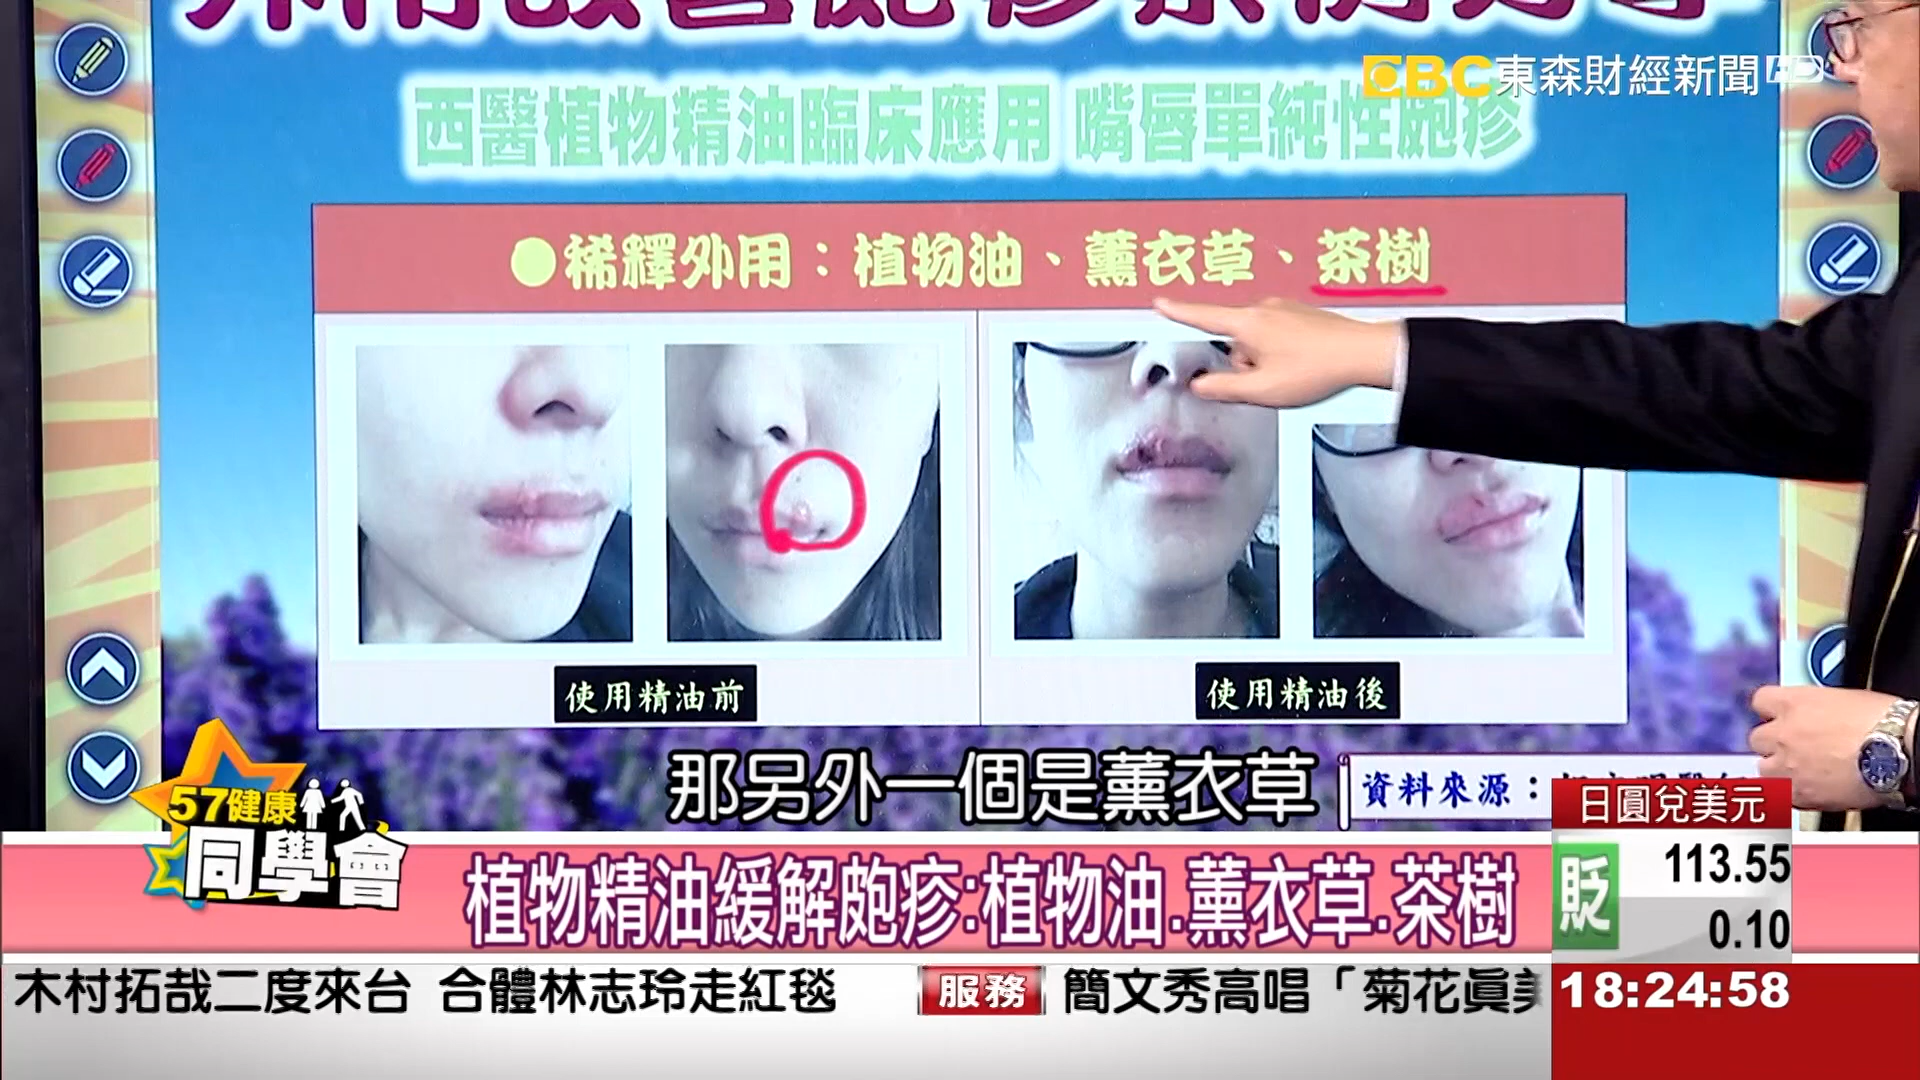 EBC 東森財經新聞 HD
西醫植物精油臨床應用 嘴唇單純性皰疹
●稀釋外用：植物油、薰衣草、茶樹
使用精油前
使用精油後
那另外一個是薰衣草
資料來源：
57健康
同學會
植物精油緩解皰疹:植物油.薰衣草.茶樹
日圓兌美元
貶
113.55
0.10
木村拓哉二度來台 合體林志玲走紅毯
服務
簡文秀高唱「菊花真美
18:24:58